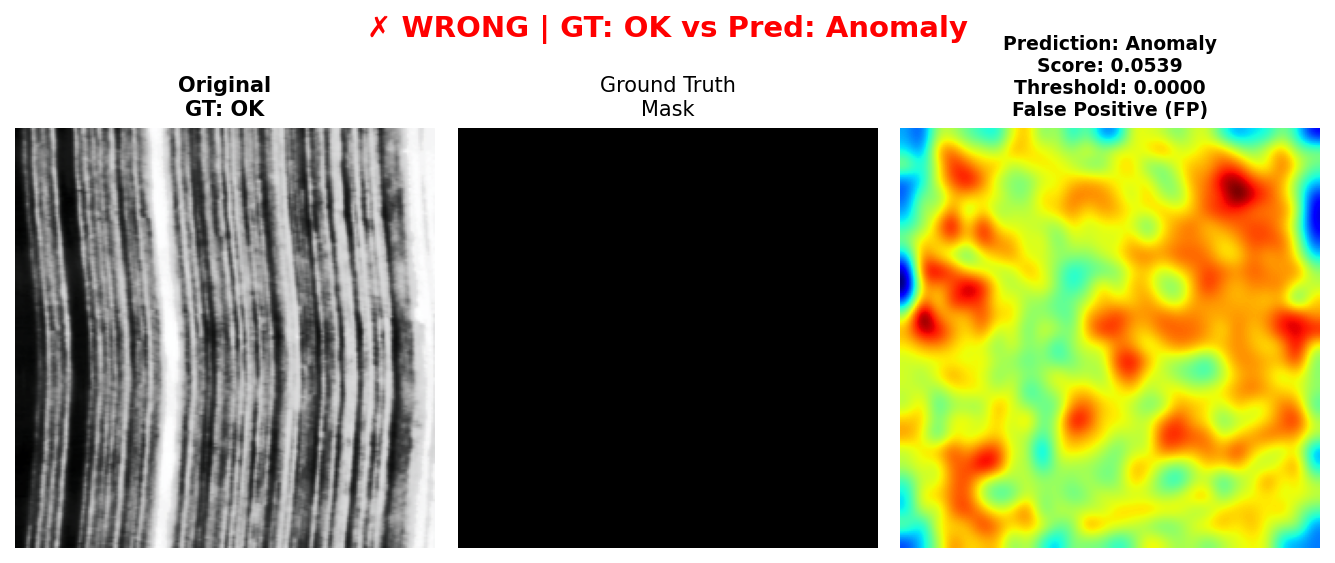 ✗ WRONG | GT: OK vs Pred: Anomaly
Original
GT: OK
Ground Truth
Mask
Prediction: Anomaly
Score: 0.0539
Threshold: 0.0000
False Positive (FP)